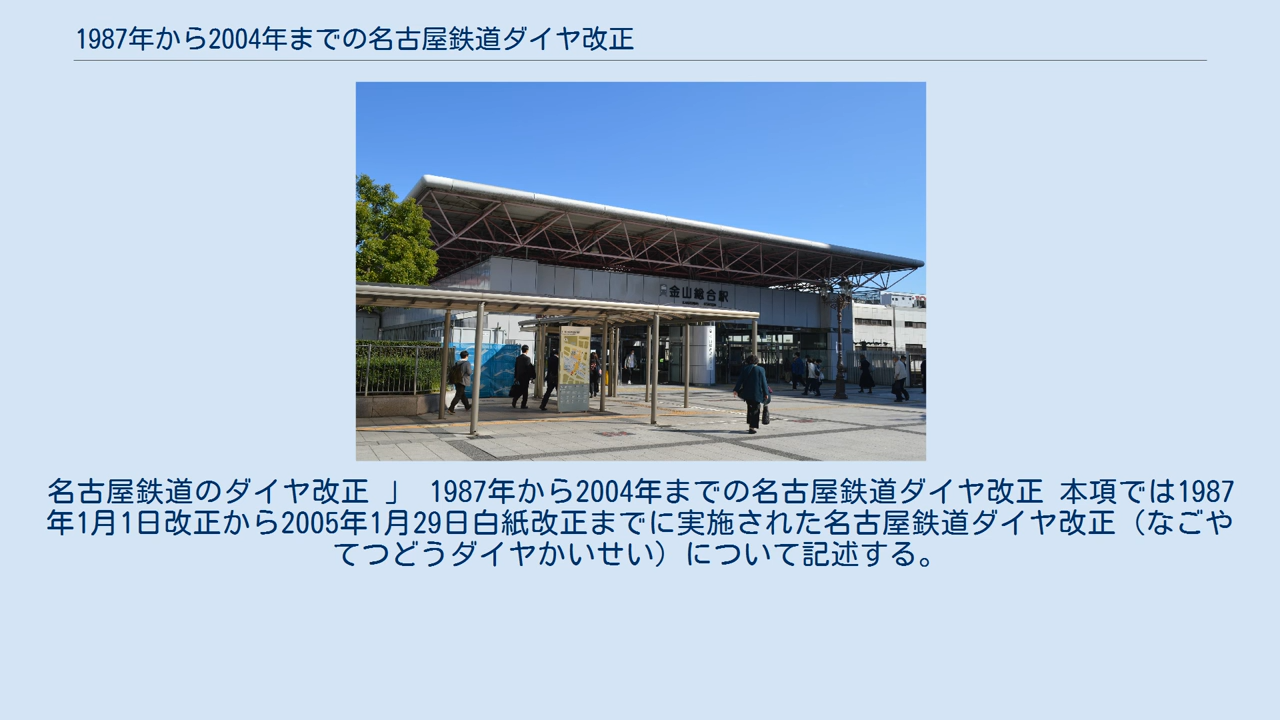 1987年から2004年までの名古屋鉄道ダイヤ改正
金山総合駅
名古屋鉄道のダイヤ改正 」 1987年から2004年までの名古屋鉄道ダイヤ改正 本項では1987
年1月1日改正から2005年1月29日白紙改正までに実施された名古屋鉄道ダイヤ改正（なごや
てつどうダイヤかいせい）について記述する。